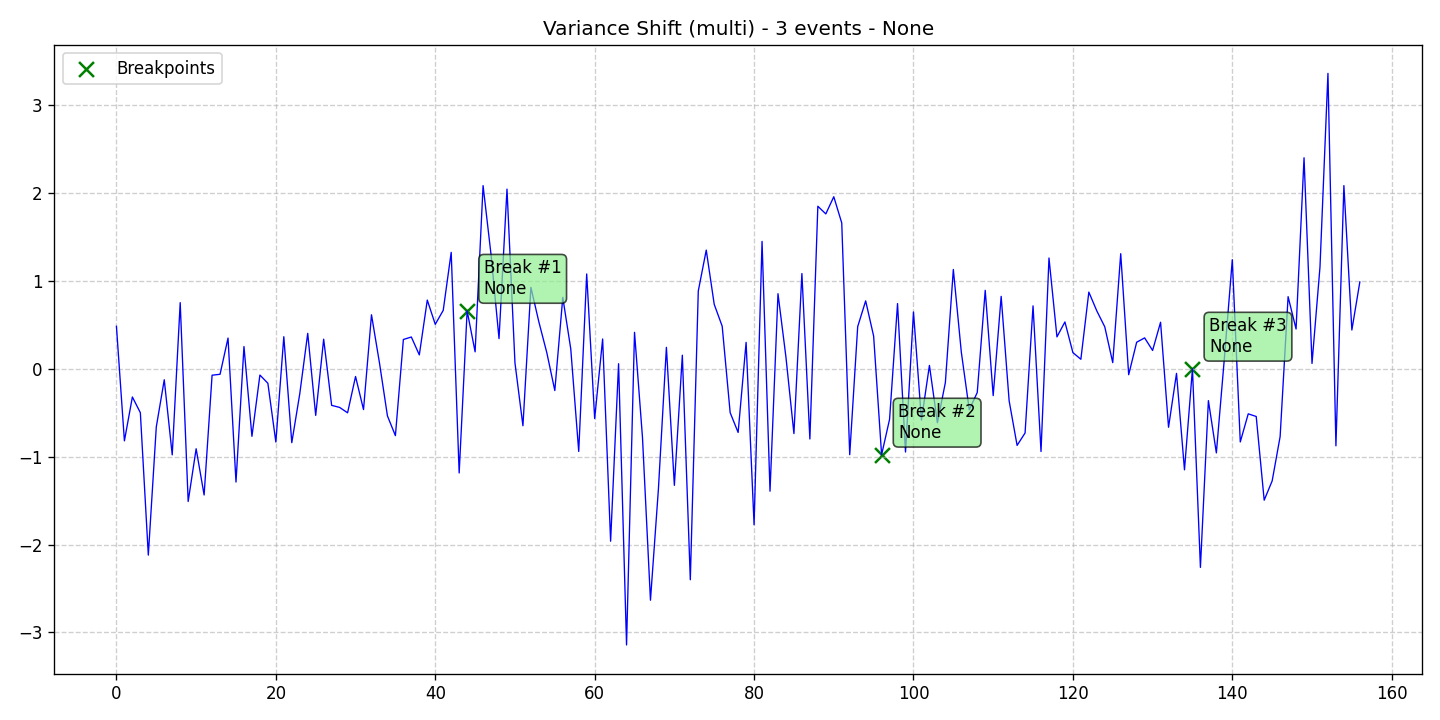 Variance Shift (multi) - 3 events - None
Breakpoints
3
2
1
0
−1
−2
−3
Break #1
None
Break #2
None
Break #3
None
0
20
40
60
80
100
120
140
160